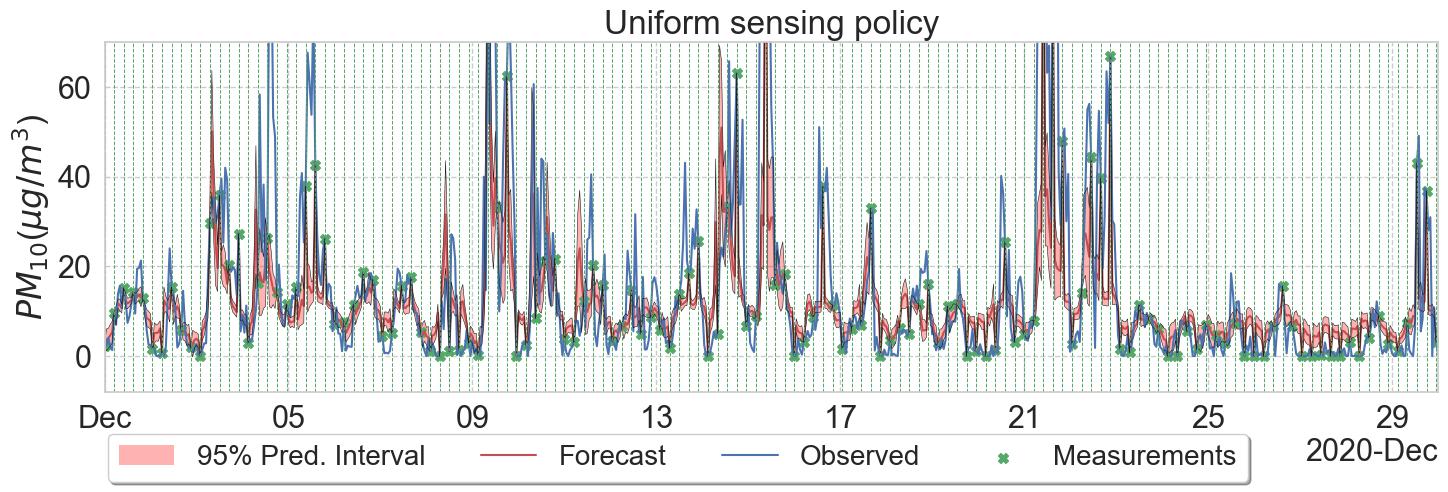 Uniform sensing policy
PM10(μg/m3)
60
40
20
0
Dec 05 09 13 17 21 25 29
2020-Dec
95% Pred. Interval Forecast Observed Measurements